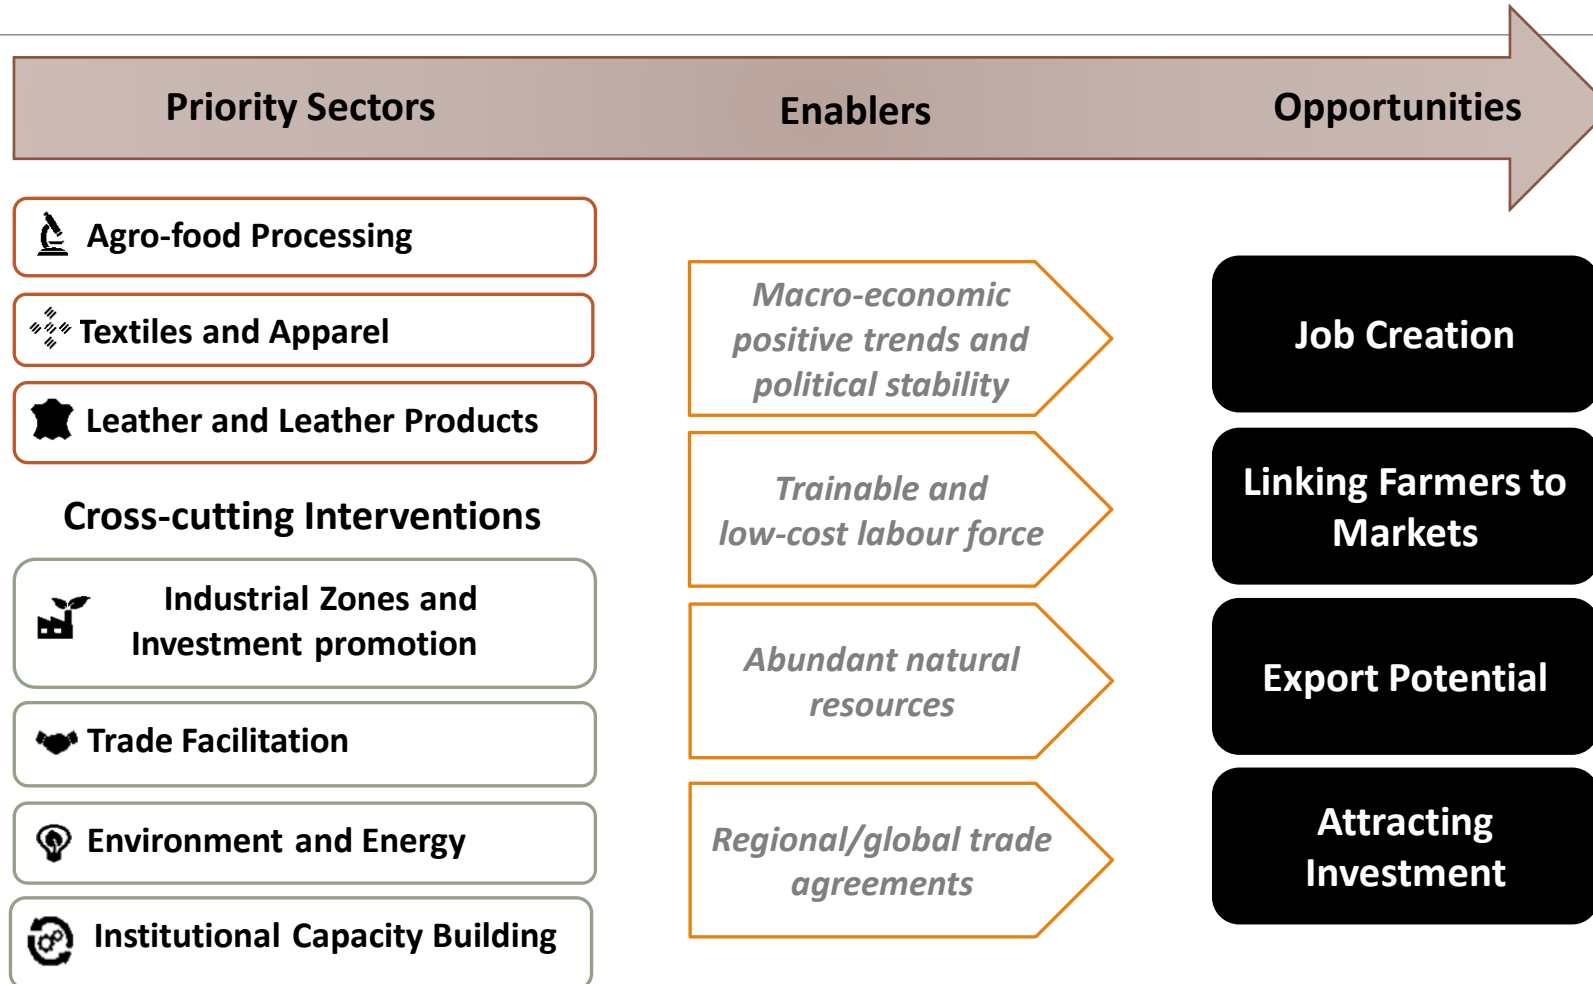 Priority Sectors
Enablers
Opportunities
Agro-food Processing
Textiles and Apparel
Leather and Leather Products
Cross-cutting Interventions
Industrial Zones and
Investment promotion
Trade Facilitation
Environment and Energy
Institutional Capacity Building
Macro-economic
positive trends and
political stability
Trainable and
low-cost labour force
Abundant natural
resources
Regional/global trade
agreements
Job Creation
Linking Farmers to
Markets
Export Potential
Attracting
Investment